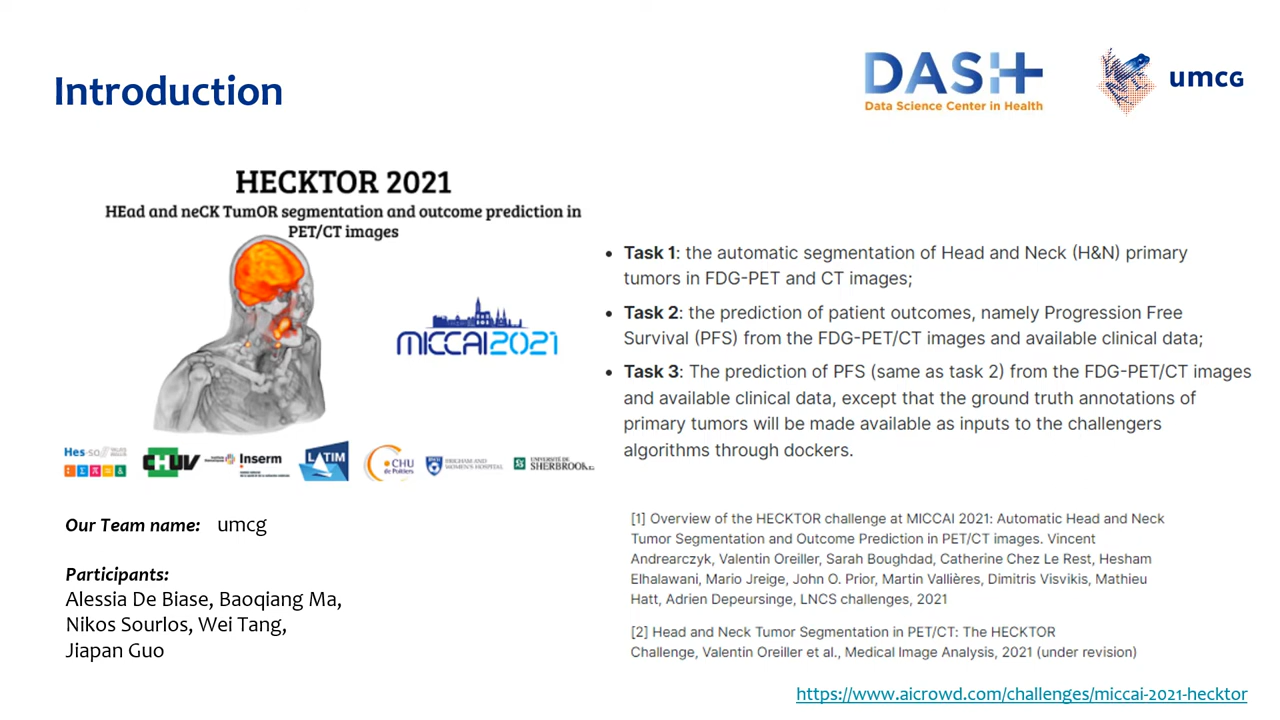 Introduction
DASH
Data Science Center in Health
umcg
HECKTOR 2021
HEad and neCK TumOR segmentation and outcome prediction in
PET/CT images
MICCAI2021
Hes-so
CHUV
Inserm
LATIM
CHU
de Poitiers
BRIGHAM AND
WOMEN'S HOSPITAL
UNIVERSITÉ DE
SHERBROOKE
• Task 1: the automatic segmentation of Head and Neck (H&N) primary
tumors in FDG-PET and CT images;
• Task 2: the prediction of patient outcomes, namely Progression Free
Survival (PFS) from the FDG-PET/CT images and available clinical data;
• Task 3: The prediction of PFS (same as task 2) from the FDG-PET/CT images
and available clinical data, except that the ground truth annotations of
primary tumors will be made available as inputs to the challengers
algorithms through dockers.
Our Team name: umcg
Participants:
Alessia De Biase, Baoqiang Ma,
Nikos Sourlos, Wei Tang,
Jiapan Guo
[1] Overview of the HECKTOR challenge at MICCAI 2021: Automatic Head and Neck
Tumor Segmentation and Outcome Prediction in PET/CT images. Vincent
Andrearczyk, Valentin Oreiller, Sarah Boughdad, Catherine Chez Le Rest, Hesham
Elhalawani, Mario Jreige, John O. Prior, Martin Vallières, Dimitris Visvikis, Mathieu
Hatt, Adrien Depeursinge, LNCS challenges, 2021
[2] Head and Neck Tumor Segmentation in PET/CT: The HECKTOR
Challenge, Valentin Oreiller et al., Medical Image Analysis, 2021 (under revision)
https://www.aicrowd.com/challenges/miccai-2021-hecktor